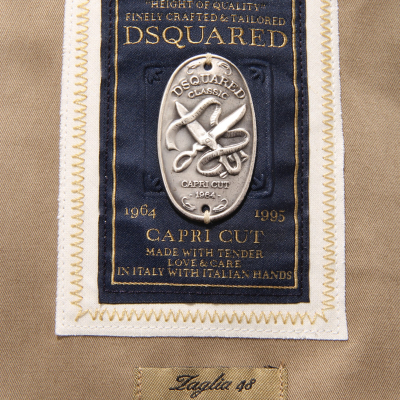 "HEIGHT OF QUALITY"
FINELY CRAFTED & TAILORED
DSQUARED
DSQUARED
CLASSIC
CAPRI CUT
-1964-
1964 1995
CAPRI CUT
MADE WITH TENDER
LOVE & CARE
IN ITALY WITH ITALIAN HANDS
Taglia 48